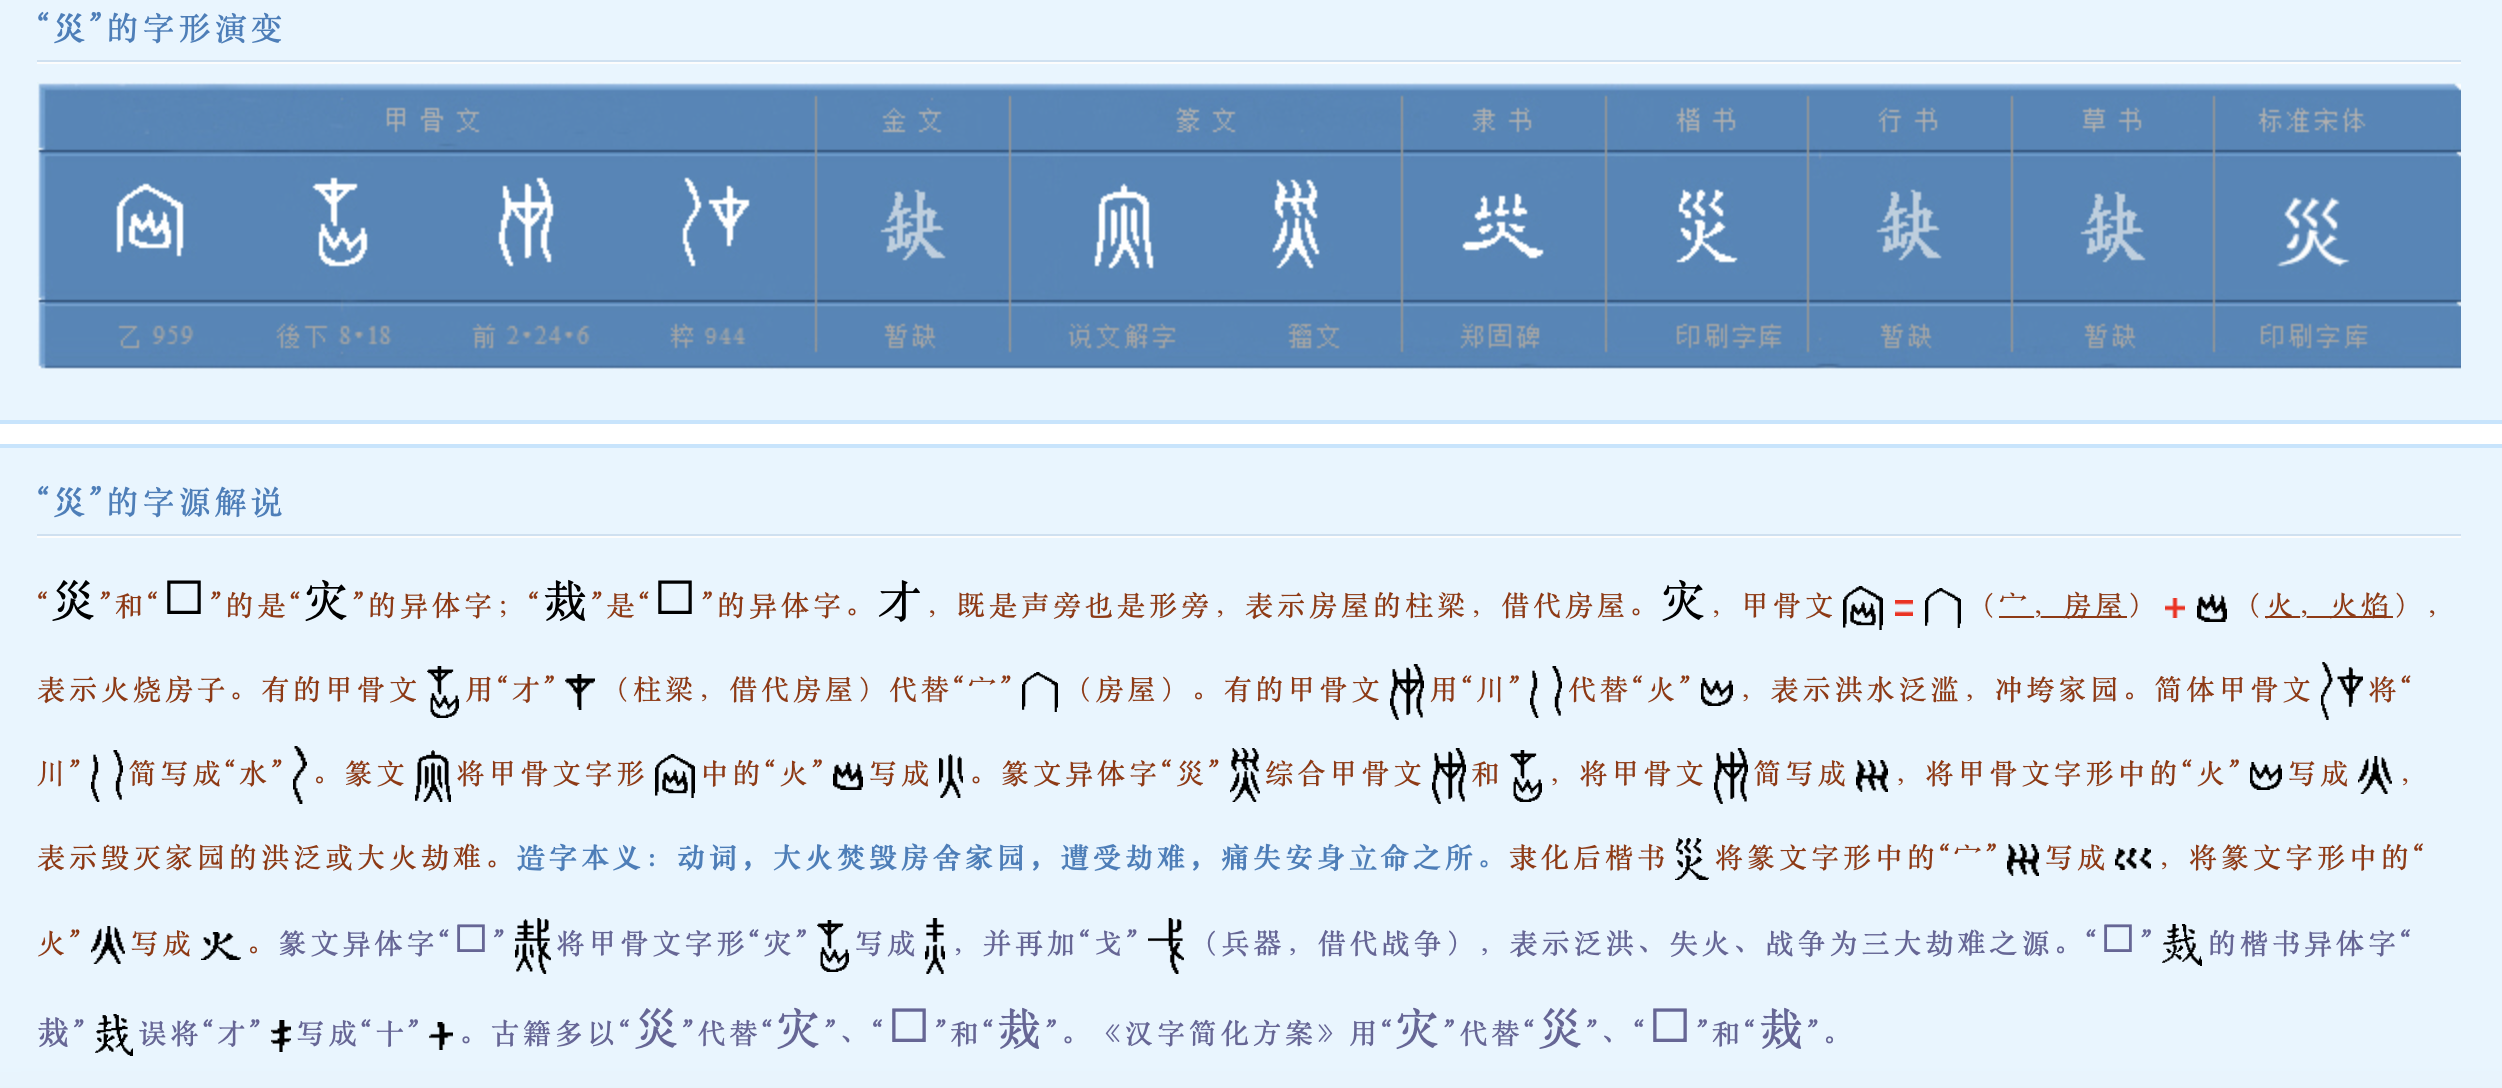 “災”的字形演变
甲骨文 金文 篆文 隶书 楷书 行书 草书 标准宋体
缺 災 災 缺 缺 災
乙 959 後下 8•18 前 2•24•6 粹 944 暂缺 说文解字 籀文 郑固碑 印刷字库 暂缺 暂缺 印刷字库
“災”的字源解说
“災”和“□”的是“灾”的异体字；“烖”是“□”的异体字。才，既是声旁也是形旁，表示房屋的柱梁，借代房屋。灾，甲骨文=（宀，房屋）+（火，火焰），
表示火烧房子。有的甲骨文用“才”（柱梁，借代房屋）代替“宀”（房屋）。有的甲骨文用“川”代替“火”，表示洪水泛滥，冲垮家园。简体甲骨文将“
川”简写成“水”。篆文将甲骨文字形中的“火”写成。篆文异体字“災”综合甲骨文和，将甲骨文简写成，将甲骨文字形中的“火”写成，
表示毁灭家园的洪泛或大火劫难。造字本义：动词，大火焚毁房舍家园，遭受劫难，痛失安身立命之所。隶化后楷书災将篆文字形中的“宀”写成巛，将篆文字形中的“
火”写成火。篆文异体字“□”将甲骨文字形“灾”写成，并再加“戈”（兵器，借代战争），表示泛洪、失火、战争为三大劫难之源。“□”的楷书异体字“
烖”烖误将“才”写成“十”十。古籍多以“災”代替“灾”、“□”和“烖”。《汉字简化方案》用“灾”代替“災”、“□”和“烖”。